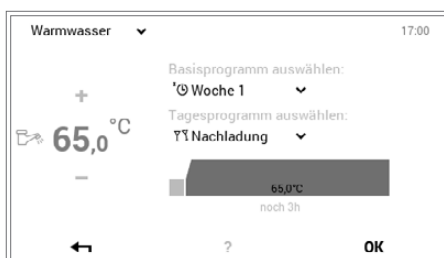 Warmwasser 17:00
Basisprogramm auswählen:
Woche 1
Tagesprogramm auswählen:
Nachladung
+
65,0 °C
−
65,0°C
noch 3h
? OK